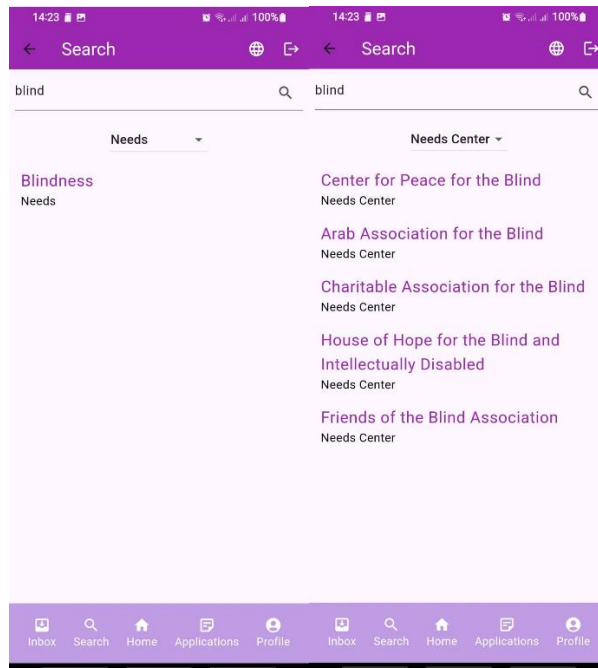 14:23 100%
Search
blind
Needs
Blindness
Needs
Inbox Search Home Applications Profile
14:23 100%
Search
blind
Needs Center
Center for Peace for the Blind
Needs Center
Arab Association for the Blind
Needs Center
Charitable Association for the Blind
Needs Center
House of Hope for the Blind and
Intellectually Disabled
Needs Center
Friends of the Blind Association
Needs Center
Inbox Search Home Applications Profile